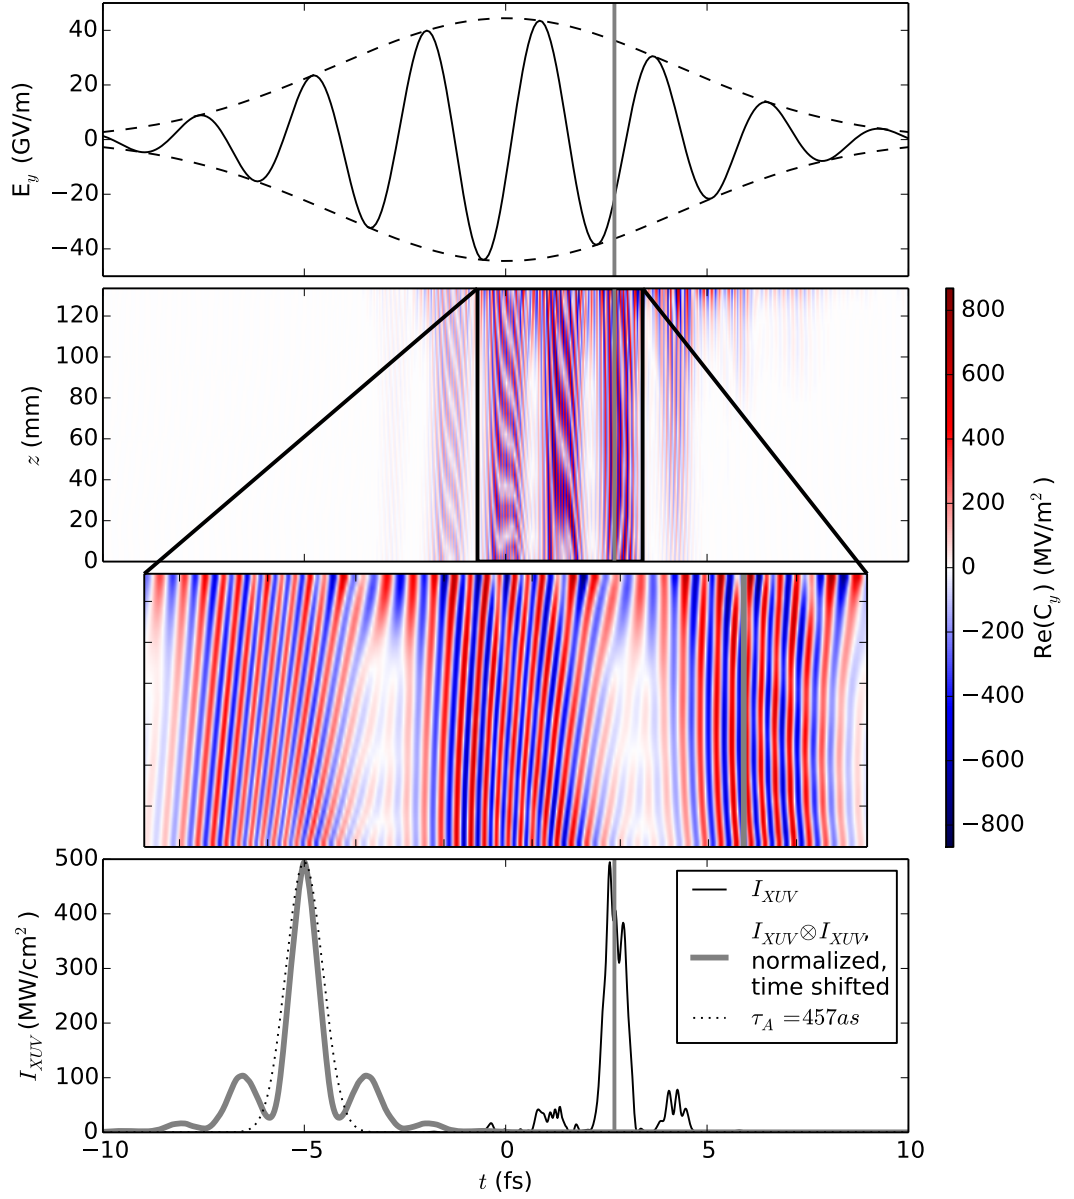 40
20
0
−20
−40
E_y (GV/m)
120
100
80
60
40
20
0
z (mm)
800
600
400
200
0
−200
−400
−600
−800
Re(C_y) (MV/m²)
500
400
300
200
100
0
I_XUV (MW/cm²)
I_XUV
I_XUV⊗I_XUV,
normalized,
time shifted
τ_A =457as
−10 −5 0 5 10
t (fs)